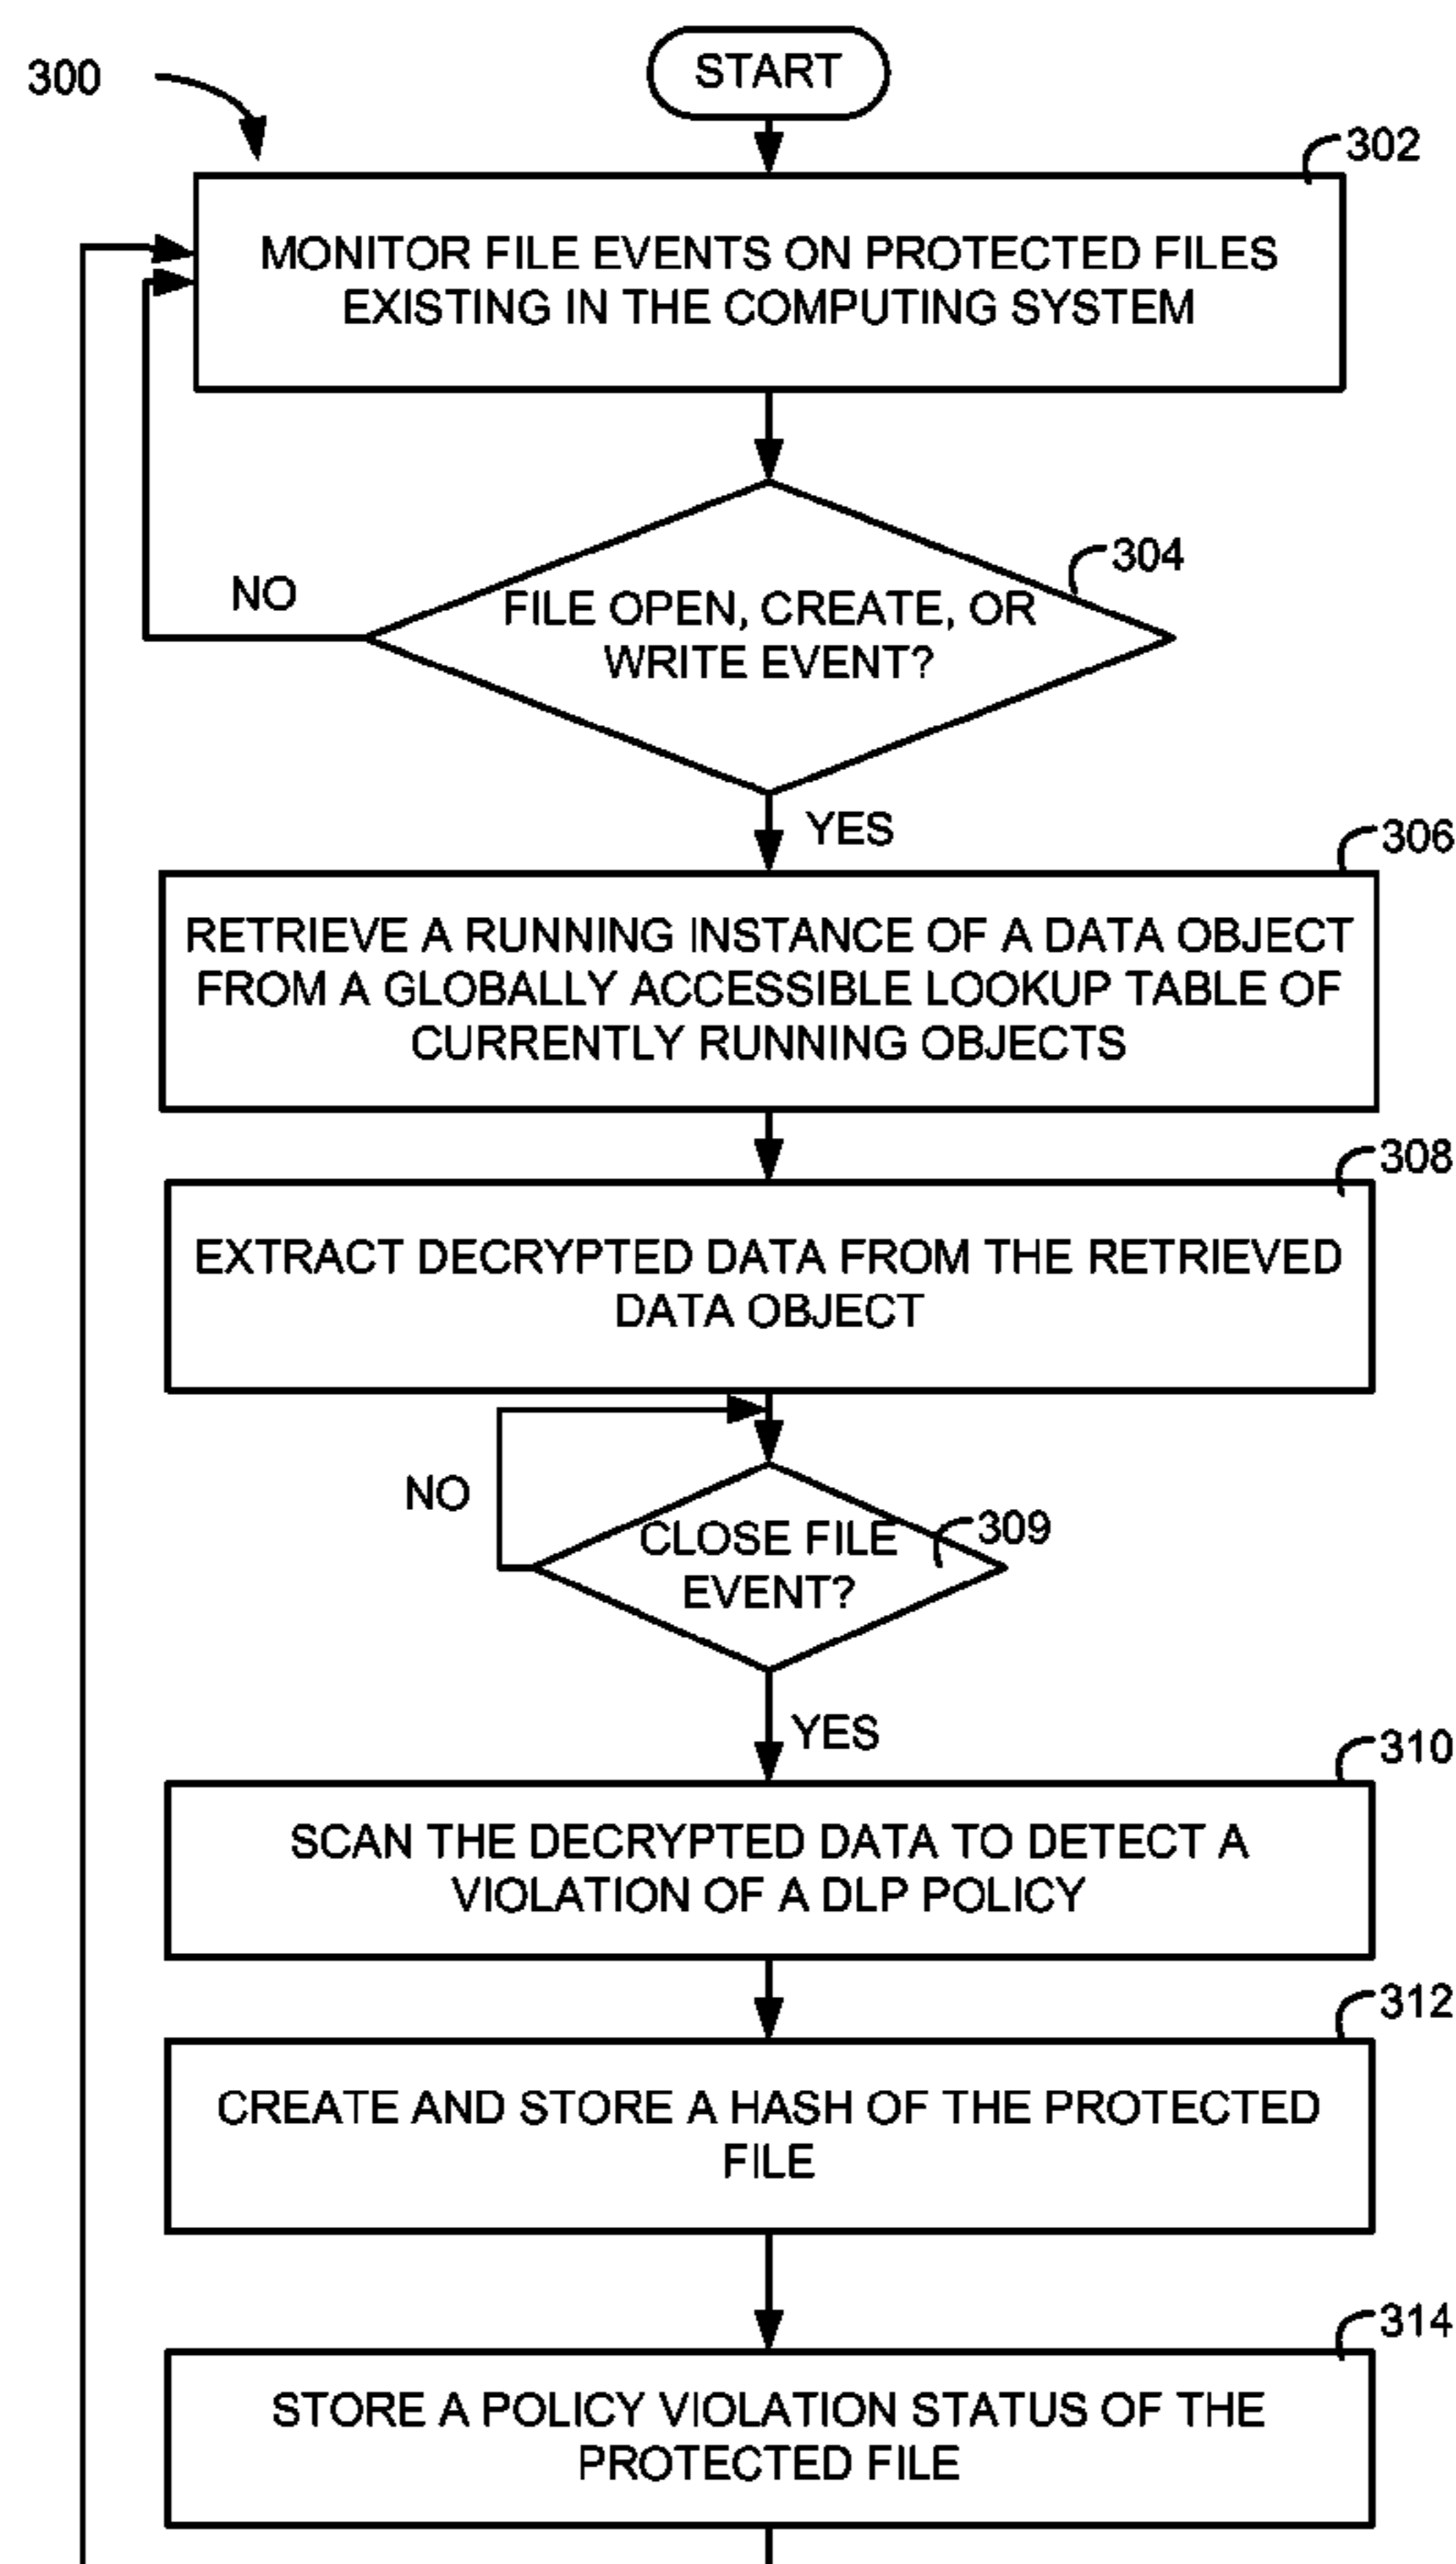 START
300
302
MONITOR FILE EVENTS ON PROTECTED FILES
EXISTING IN THE COMPUTING SYSTEM
304
NO
FILE OPEN, CREATE, OR
WRITE EVENT?
YES
306
RETRIEVE A RUNNING INSTANCE OF A DATA OBJECT
FROM A GLOBALLY ACCESSIBLE LOOKUP TABLE OF
CURRENTLY RUNNING OBJECTS
308
EXTRACT DECRYPTED DATA FROM THE RETRIEVED
DATA OBJECT
NO
309
CLOSE FILE
EVENT?
YES
310
SCAN THE DECRYPTED DATA TO DETECT A
VIOLATION OF A DLP POLICY
312
CREATE AND STORE A HASH OF THE PROTECTED
FILE
314
STORE A POLICY VIOLATION STATUS OF THE
PROTECTED FILE